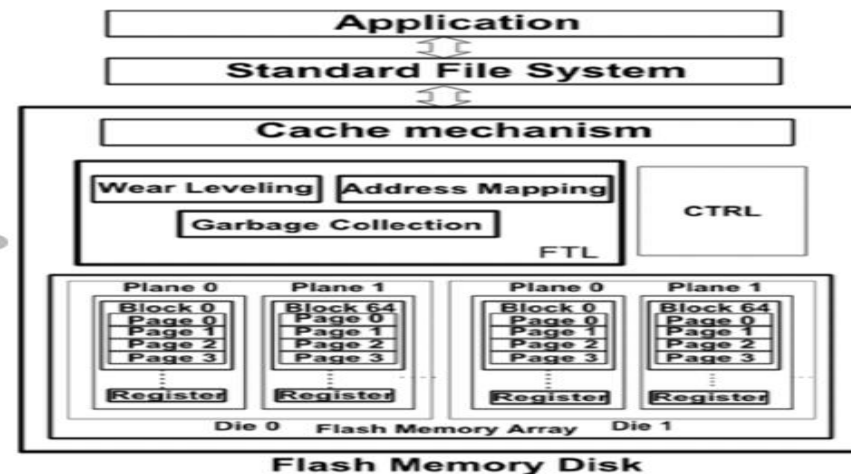 Application
Standard File System
Cache mechanism
Wear Leveling Address Mapping
Garbage Collection
FTL
CTRL
Plane 0 Plane 1 Plane 0 Plane 1
Block 0 Block 64 Block 0 Block 64
Page 0 Page 0 Page 0 Page 0
Page 1 Page 1 Page 1 Page 1
Page 2 Page 2 Page 2 Page 2
Page 3 Page 3 Page 3 Page 3
Register Register Register Register
Die 0 Flash Memory Array Die 1
Flash Memory Disk